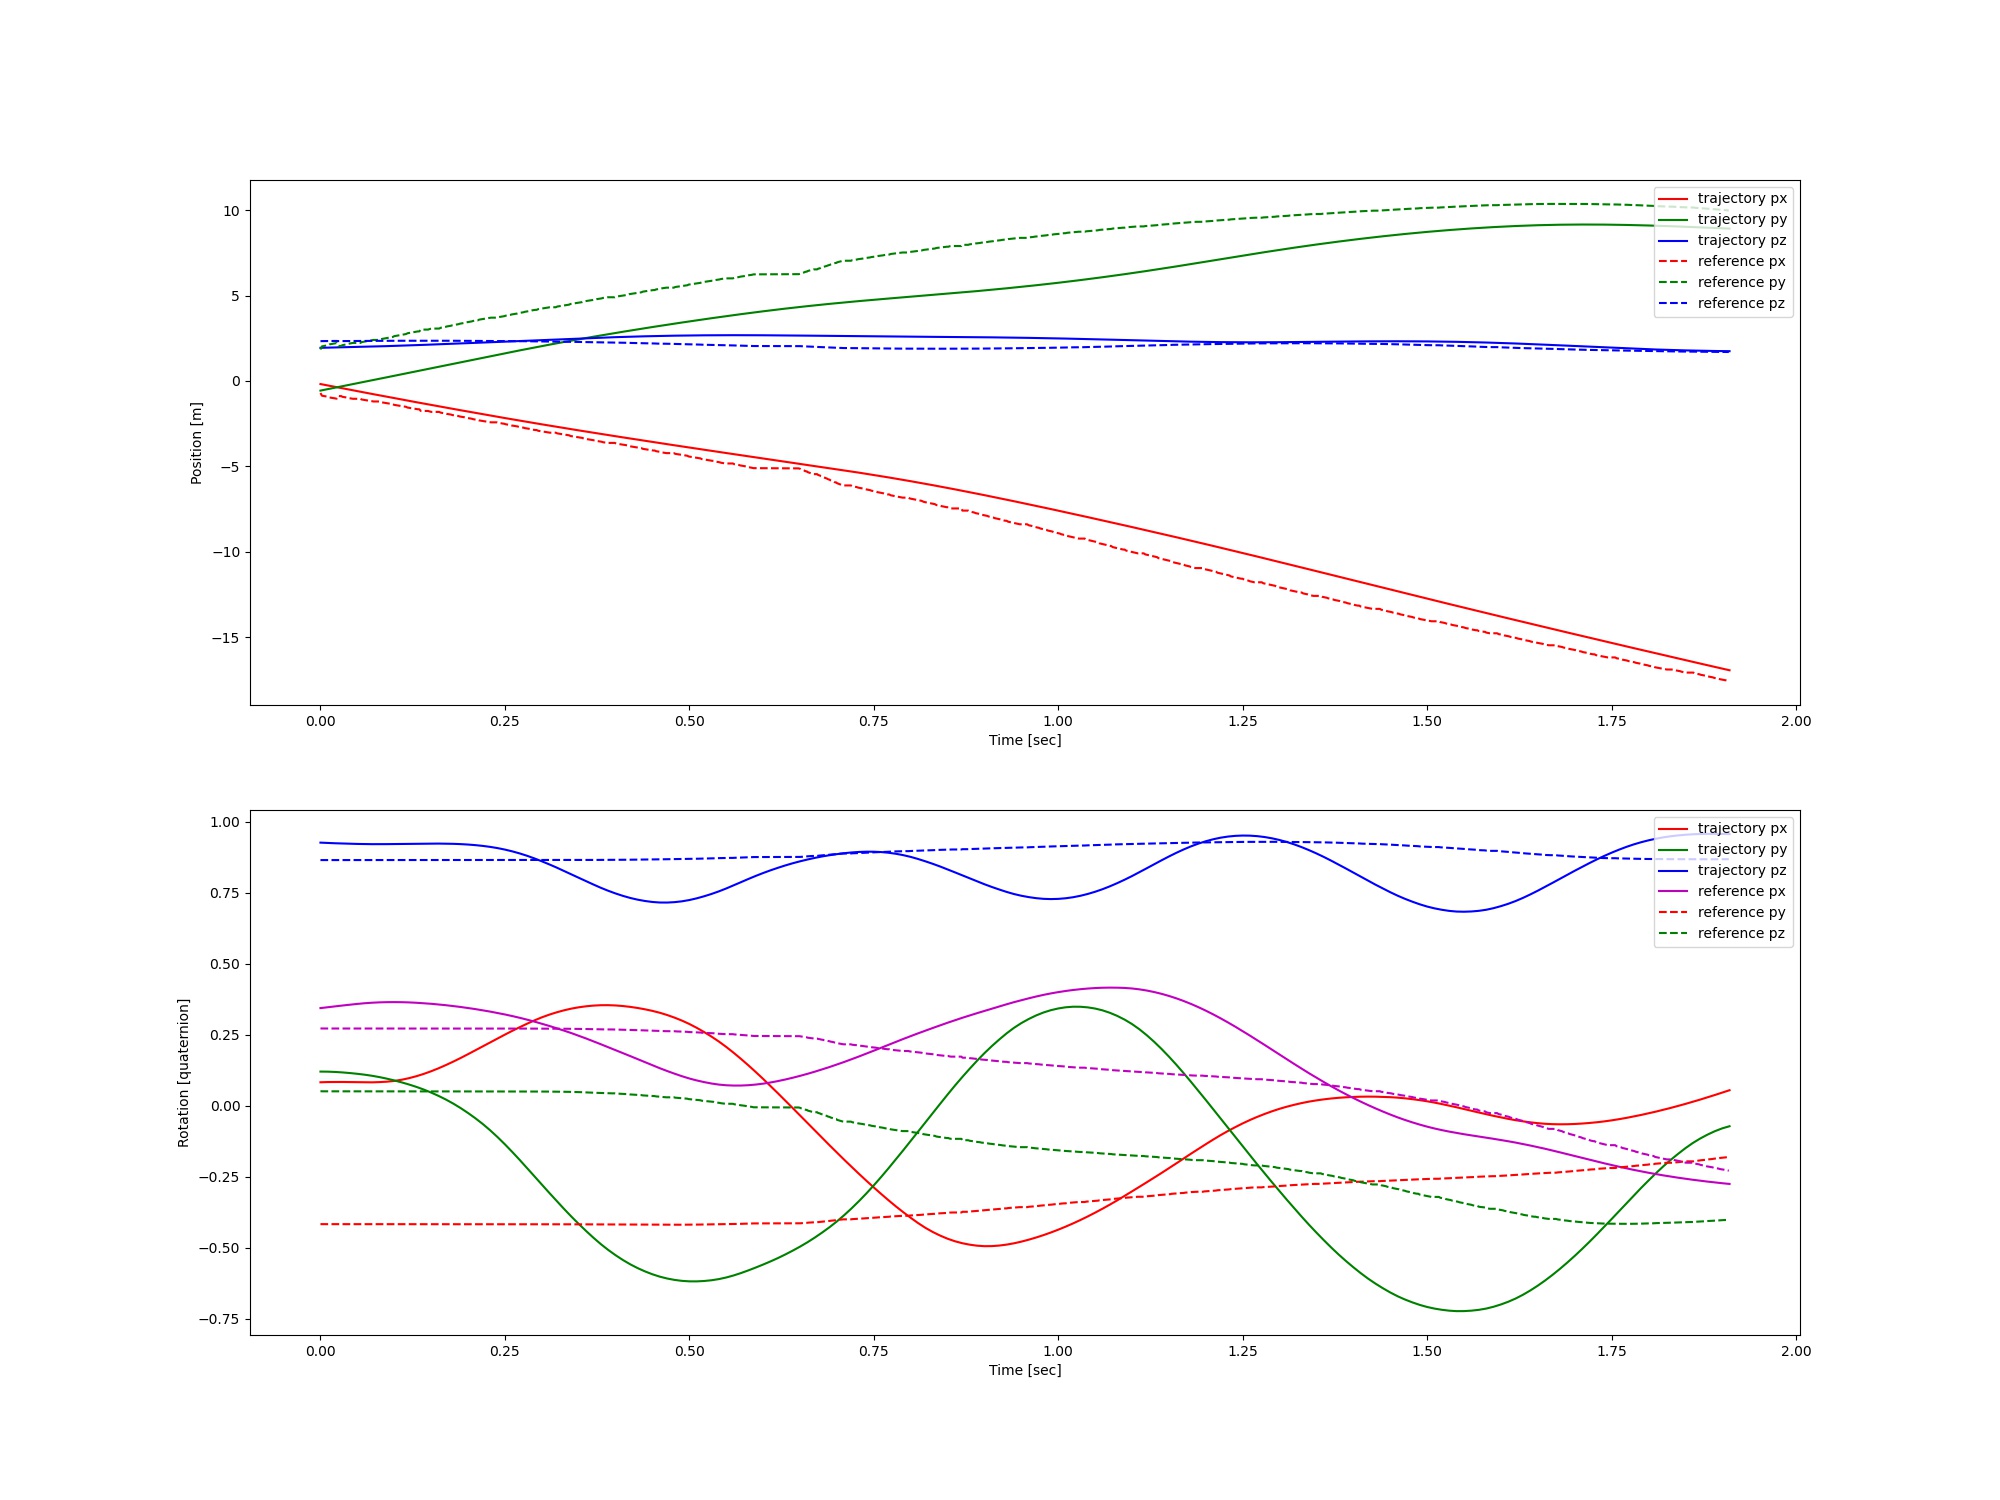 10
5
0
−5
−10
−15
Position [m]
trajectory px
trajectory py
trajectory pz
reference px
reference py
reference pz
0.00 0.25 0.50 0.75 1.00 1.25 1.50 1.75 2.00
Time [sec]
1.00
0.75
0.50
0.25
0.00
−0.25
−0.50
−0.75
Rotation [quaternion]
trajectory px
trajectory py
trajectory pz
reference px
reference py
reference pz
0.00 0.25 0.50 0.75 1.00 1.25 1.50 1.75 2.00
Time [sec]